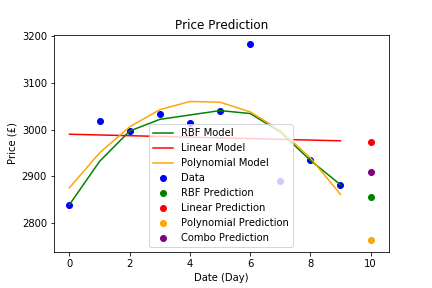 Price Prediction
3200
3100
3000
2900
2800
Price (£)
RBF Model
Linear Model
Polynomial Model
Data
RBF Prediction
Linear Prediction
Polynomial Prediction
Combo Prediction
0 2 4 6 8 10
Date (Day)